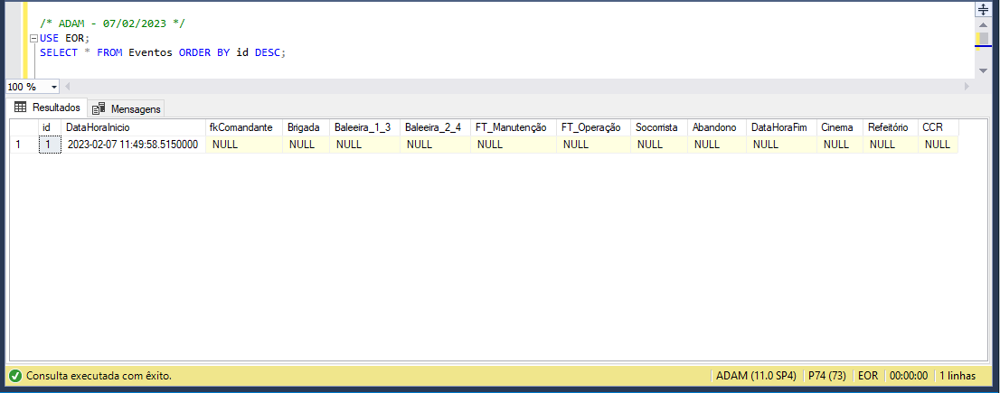 /* ADAM - 07/02/2023 */
USE EOR;
SELECT * FROM Eventos ORDER BY id DESC;
100 %
Resultados Mensagens
id DataHoraInicio fkComandante Brigada Baleeira_1_3 Baleeira_2_4 FT_Manutenção FT_Operação Socorrista Abandono DataHoraFim Cinema Refeitório CCR
1 1 2023-02-07 11:49:58.5150000 NULL NULL NULL NULL NULL NULL NULL NULL NULL NULL NULL NULL
Consulta executada com êxito. ADAM (11.0 SP4) P74 (73) EOR 00:00:00 1 linhas